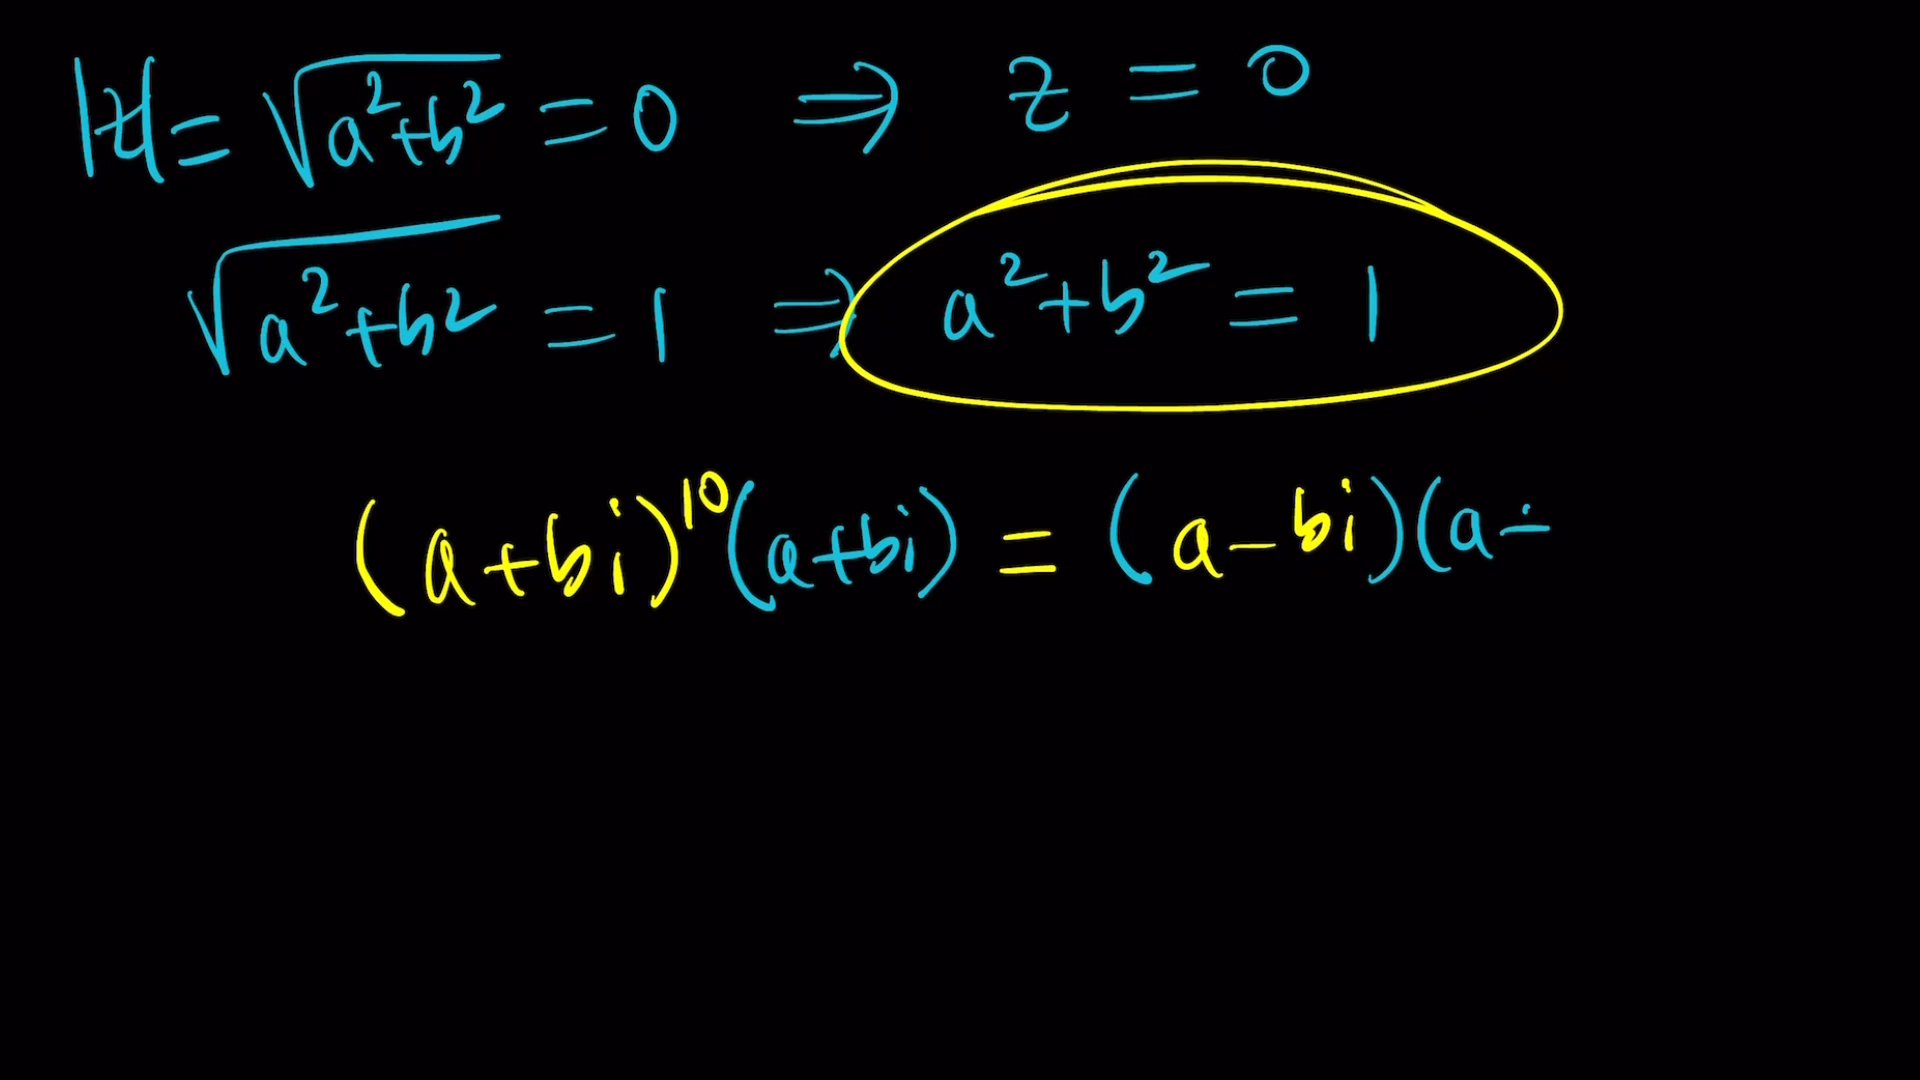 |z| = √(a²+b²) = 0 ⇒ z = 0
√(a²+b²) = 1 ⇒ a²+b² = 1
(a+bi)¹⁰(a+bi) = (a-bi)(a